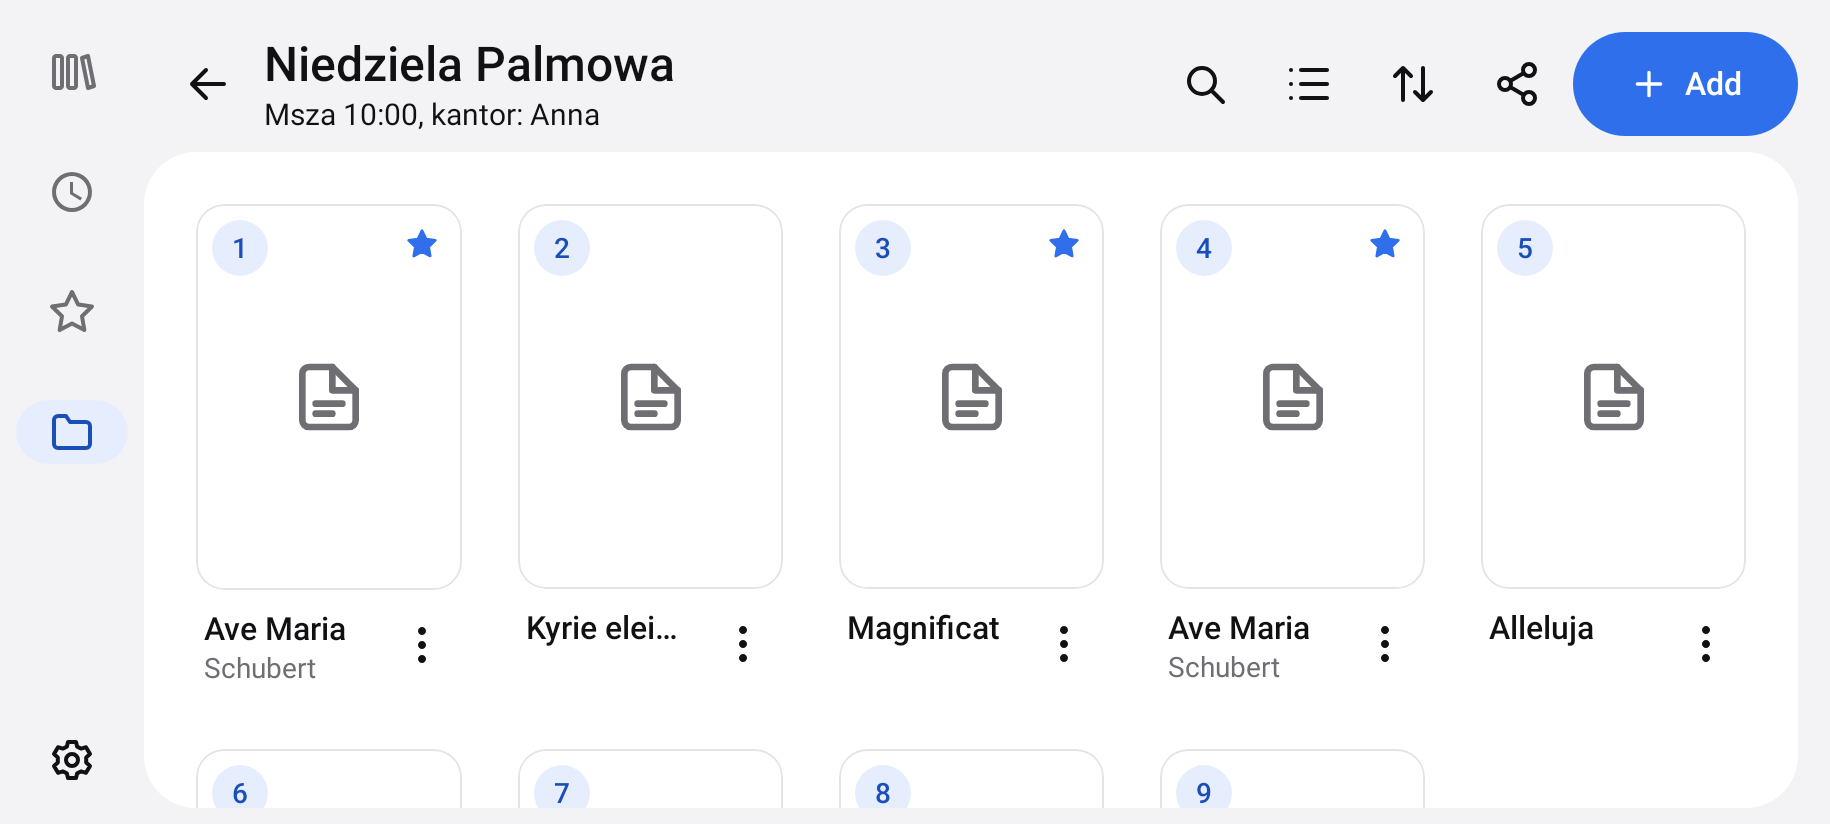 Niedziela Palmowa
Msza 10:00, kantor: Anna
Add
1
2
3
4
5
Ave Maria
Schubert
Kyrie elei...
Magnificat
Ave Maria
Schubert
Alleluja
6
7
8
9